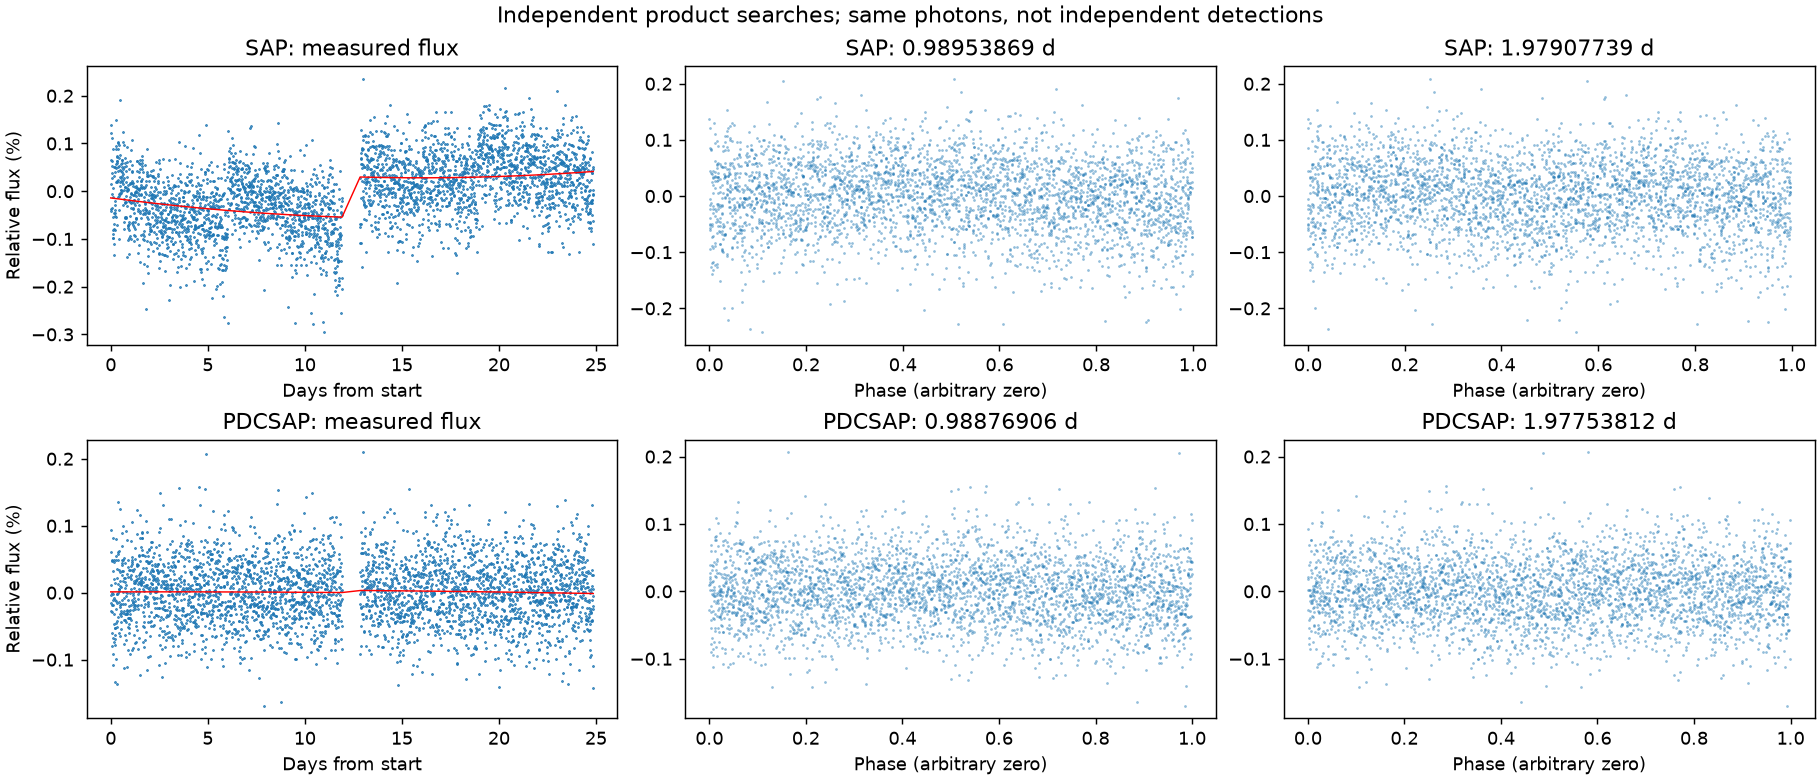 Independent product searches; same photons, not independent detections
SAP: measured flux
SAP: 0.98953869 d
SAP: 1.97907739 d
Relative flux (%)
0.2
0.1
0.0
−0.1
−0.2
−0.3
0 5 10 15 20 25
Days from start
0.2
0.1
0.0
−0.1
−0.2
0.0 0.2 0.4 0.6 0.8 1.0
Phase (arbitrary zero)
0.2
0.1
0.0
−0.1
−0.2
0.0 0.2 0.4 0.6 0.8 1.0
Phase (arbitrary zero)
PDCSAP: measured flux
PDCSAP: 0.98876906 d
PDCSAP: 1.97753812 d
Relative flux (%)
0.2
0.1
0.0
−0.1
0 5 10 15 20 25
Days from start
0.2
0.1
0.0
−0.1
0.0 0.2 0.4 0.6 0.8 1.0
Phase (arbitrary zero)
0.2
0.1
0.0
−0.1
0.0 0.2 0.4 0.6 0.8 1.0
Phase (arbitrary zero)